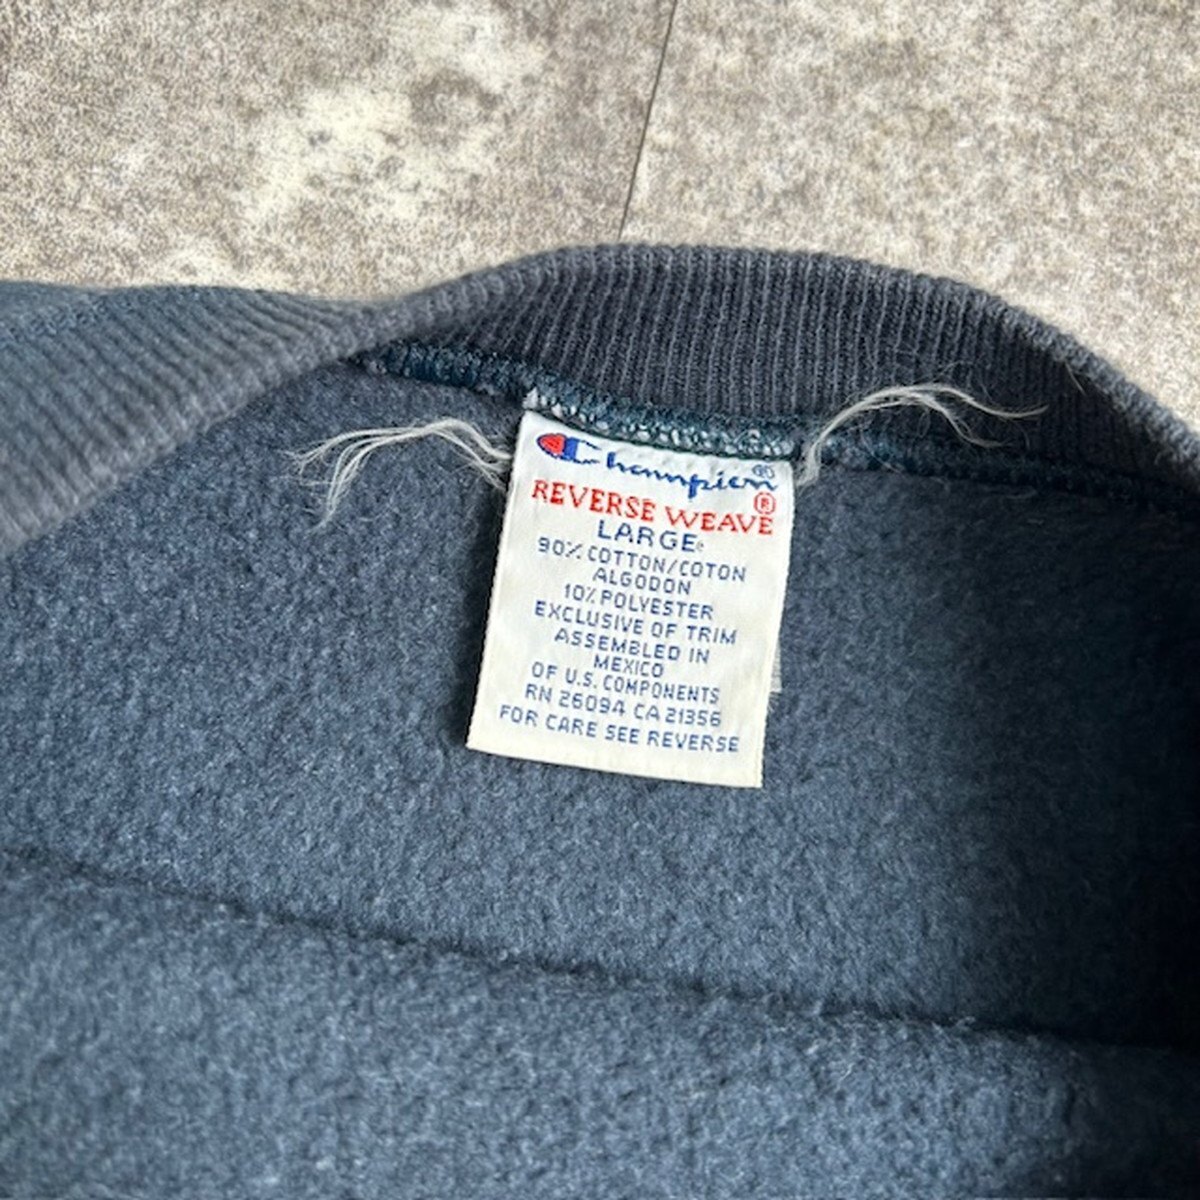 Champion®
REVERSE WEAVE®
LARGE
90% COTTON/COTON
ALGODON
10% POLYESTER
EXCLUSIVE OF TRIM
ASSEMBLED IN
MEXICO
OF U.S. COMPONENTS
RN 26094 CA 21356
FOR CARE SEE REVERSE